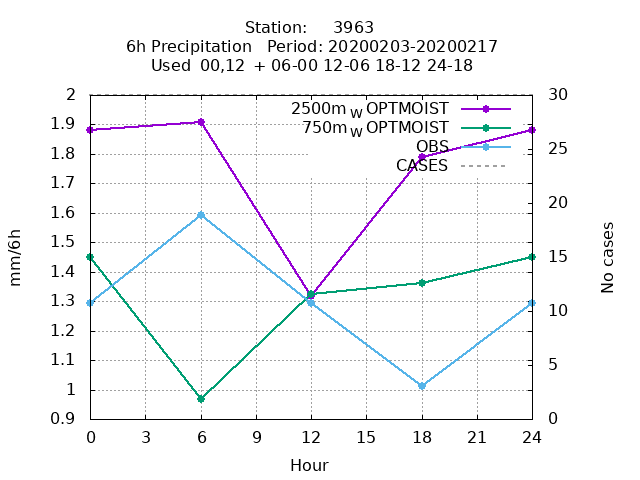 Station: 3963
6h Precipitation Period: 20200203-20200217
Used 00,12 + 06-00 12-06 18-12 24-18
2500m W OPTMOIST
750m W OPTMOIST
OBS
CASES
2
1.9
1.8
1.7
1.6
1.5
1.4
1.3
1.2
1.1
1
0.9
mm/6h
30
25
20
15
10
5
0
No cases
0 3 6 9 12 15 18 21 24
Hour